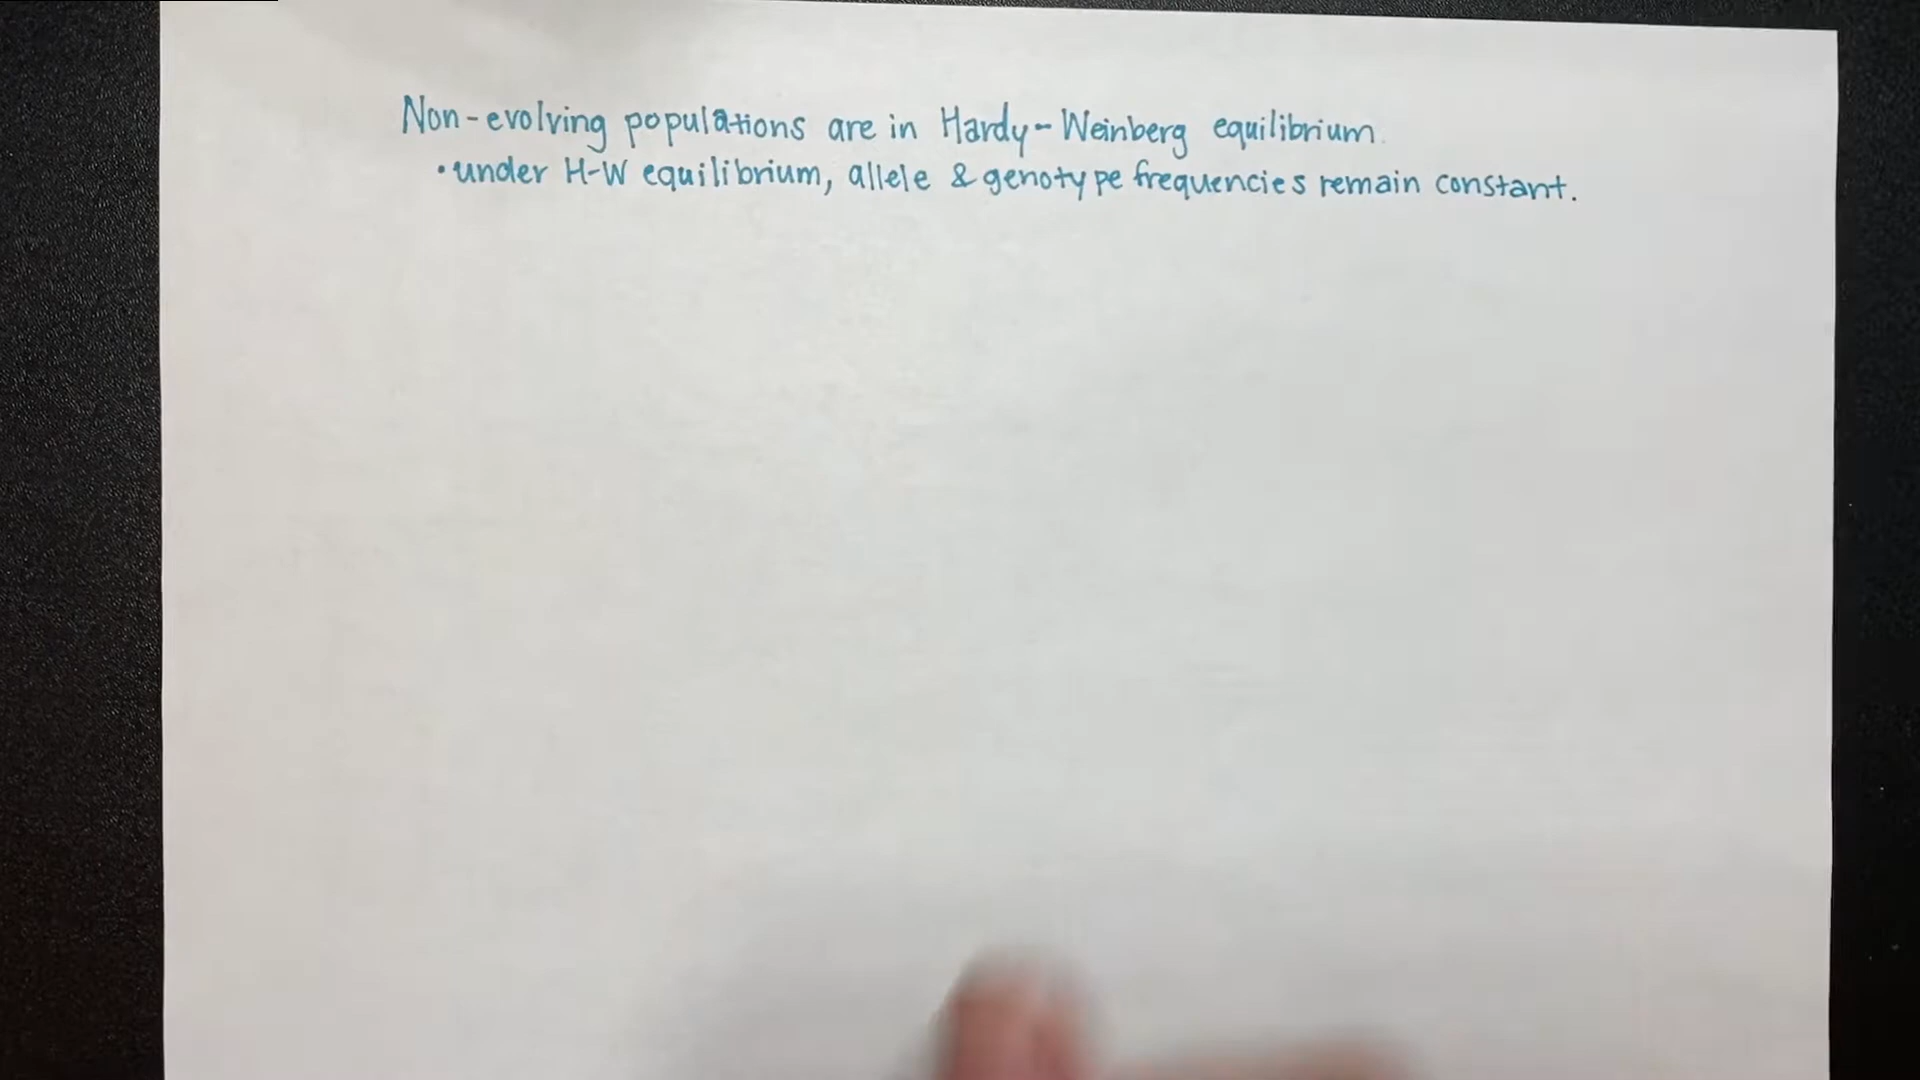 Non-evolving populations are in Hardy-Weinberg equilibrium.
•under H-W equilibrium, allele & genotype frequencies remain constant.